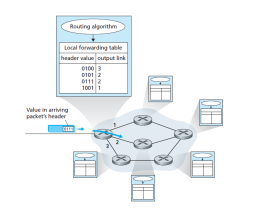 Routing algorithm
Local forwarding table
header value output link
0100 3
0101 2
0111 2
1001 1
Value in arriving
packet's header
0111
1
2
3